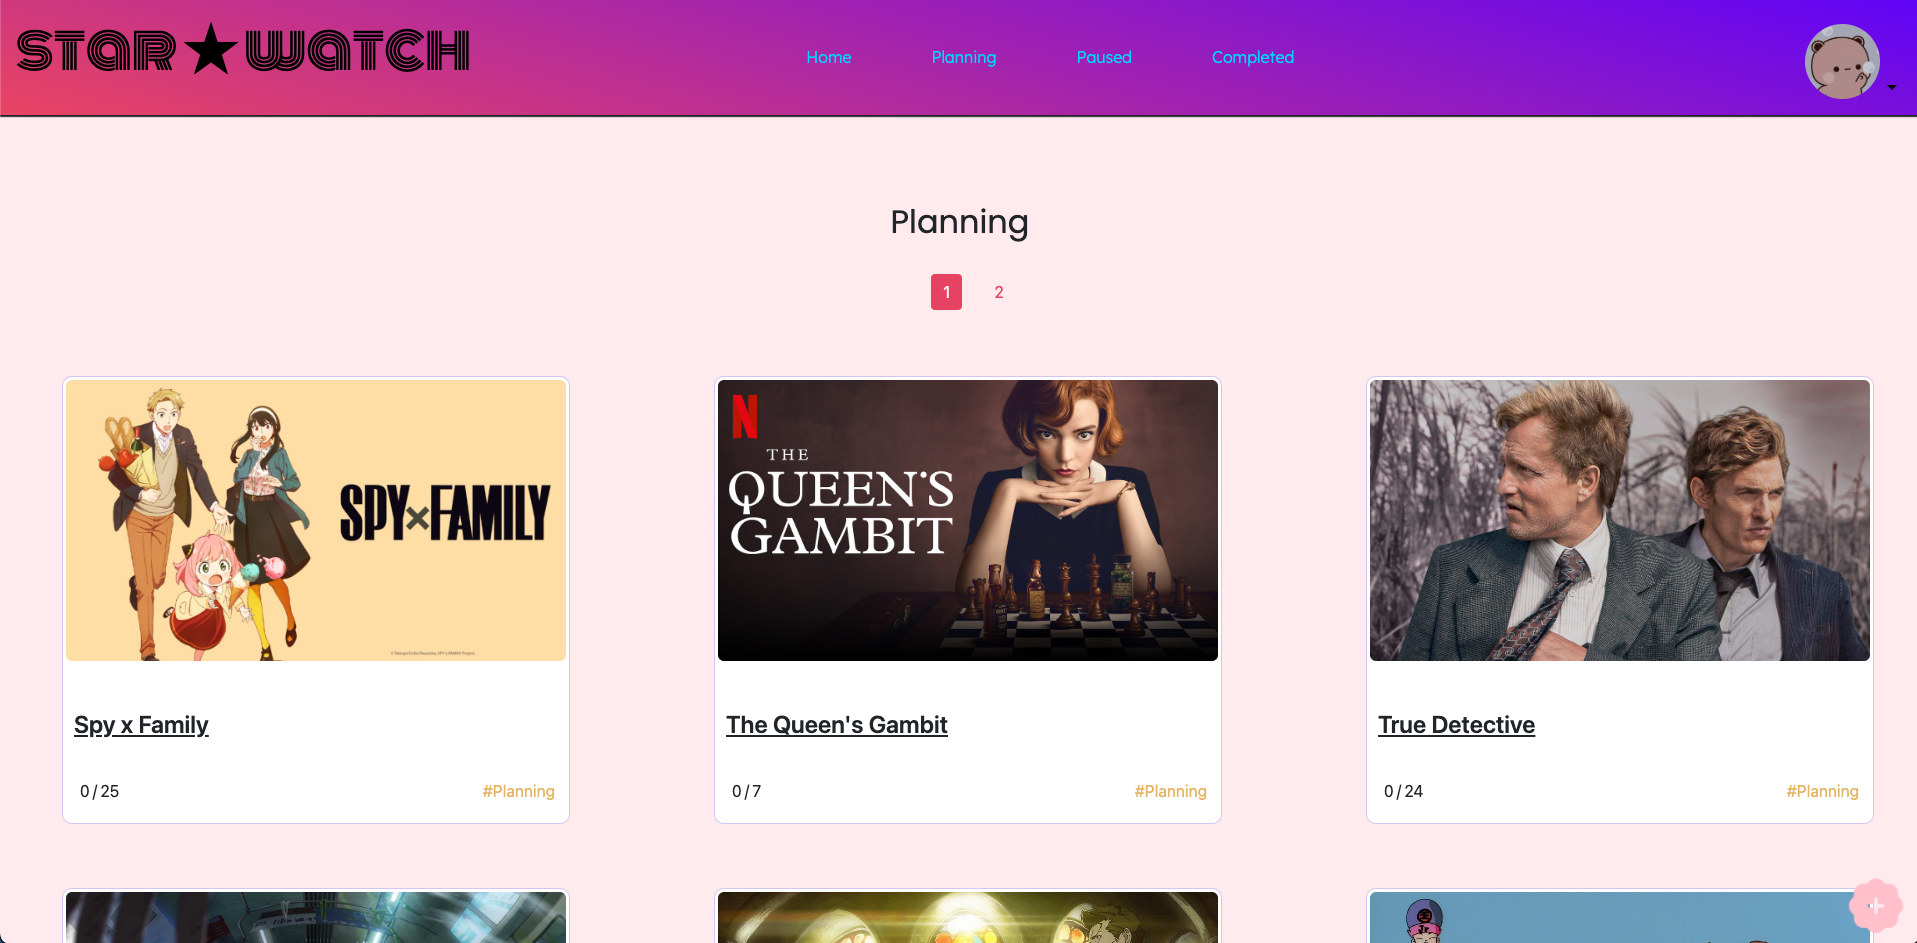 STAR★WATCH
Home Planning Paused Completed
Planning
1 2
SPY×FAMILY
N
THE
QUEEN'S
GAMBIT
Spy x Family
The Queen's Gambit
True Detective
0 / 25 #Planning
0 / 7 #Planning
0 / 24 #Planning
Jr.
+